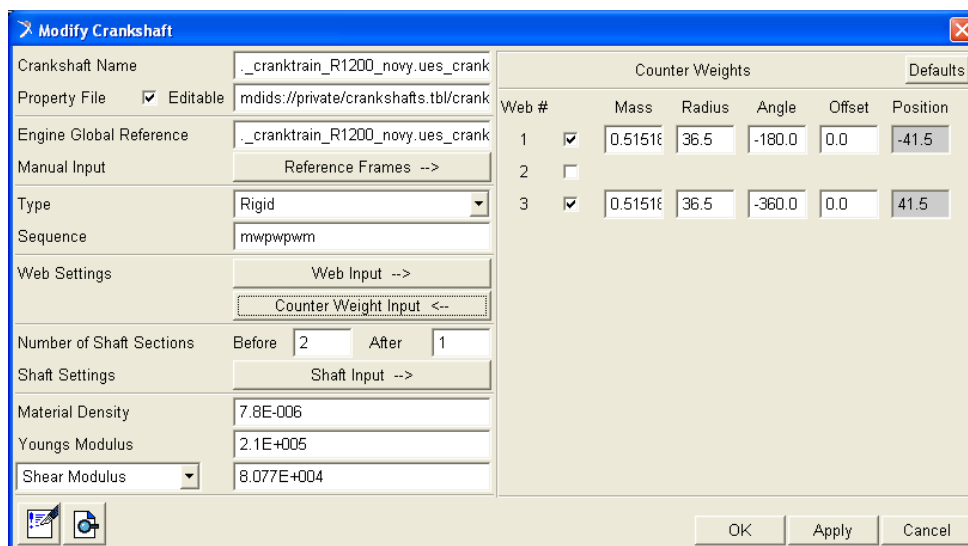 Modify Crankshaft
Crankshaft Name ._cranktrain_R1200_novy.ues_crank
Property File Editable mdids://private/crankshafts.tbl/crank
Engine Global Reference ._cranktrain_R1200_novy.ues_crank
Manual Input Reference Frames -->
Type Rigid
Sequence mwpwpwm
Web Settings Web Input -->
Counter Weight Input <--
Number of Shaft Sections Before 2 After 1
Shaft Settings Shaft Input -->
Material Density 7.8E-006
Youngs Modulus 2.1E+005
Shear Modulus 8.077E+004
Counter Weights Defaults
Web # Mass Radius Angle Offset Position
1 0.51518 36.5 -180.0 0.0 -41.5
2
3 0.51518 36.5 -360.0 0.0 41.5
OK Apply Cancel